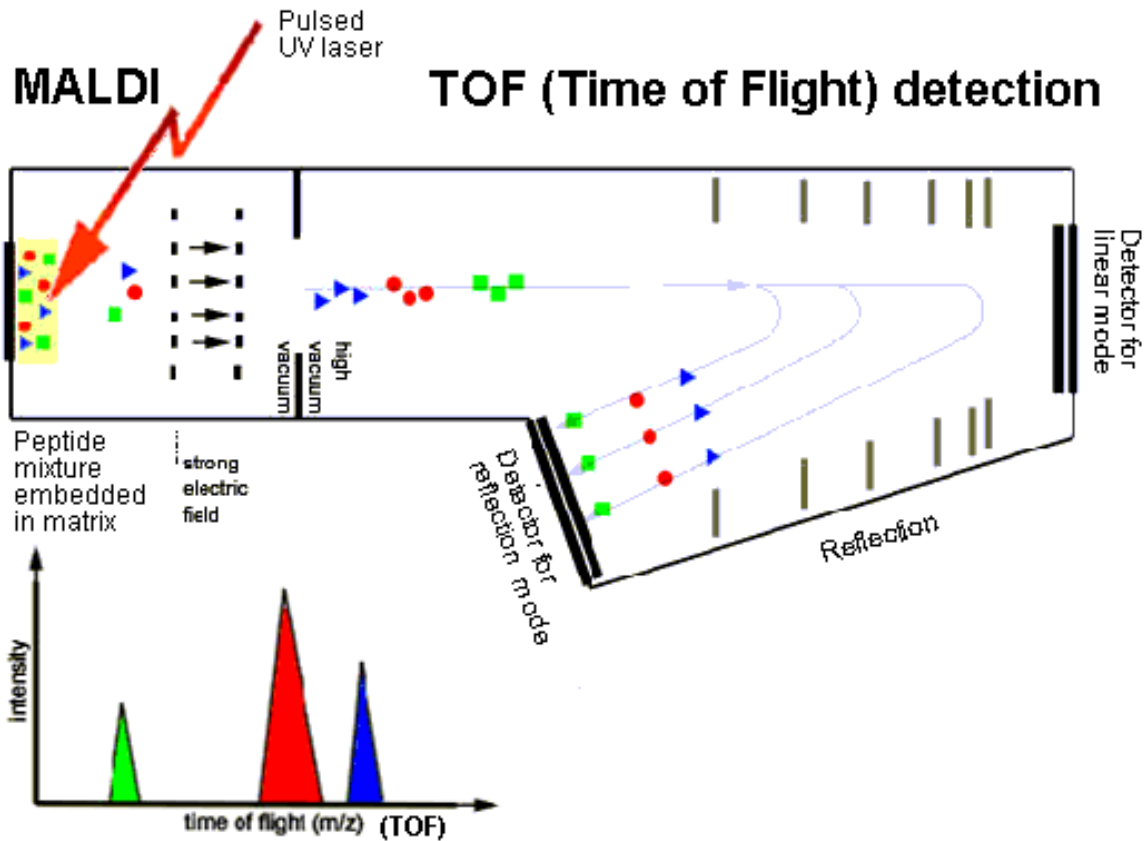 Pulsed
UV laser
MALDI
TOF (Time of Flight) detection
Detector for
linear mode
vacuum
high
vacuum
Peptide
mixture
embedded
in matrix
strong
electric
field
Detector for
reflection mode
Reflection
intensity
time of flight (m/z) (TOF)